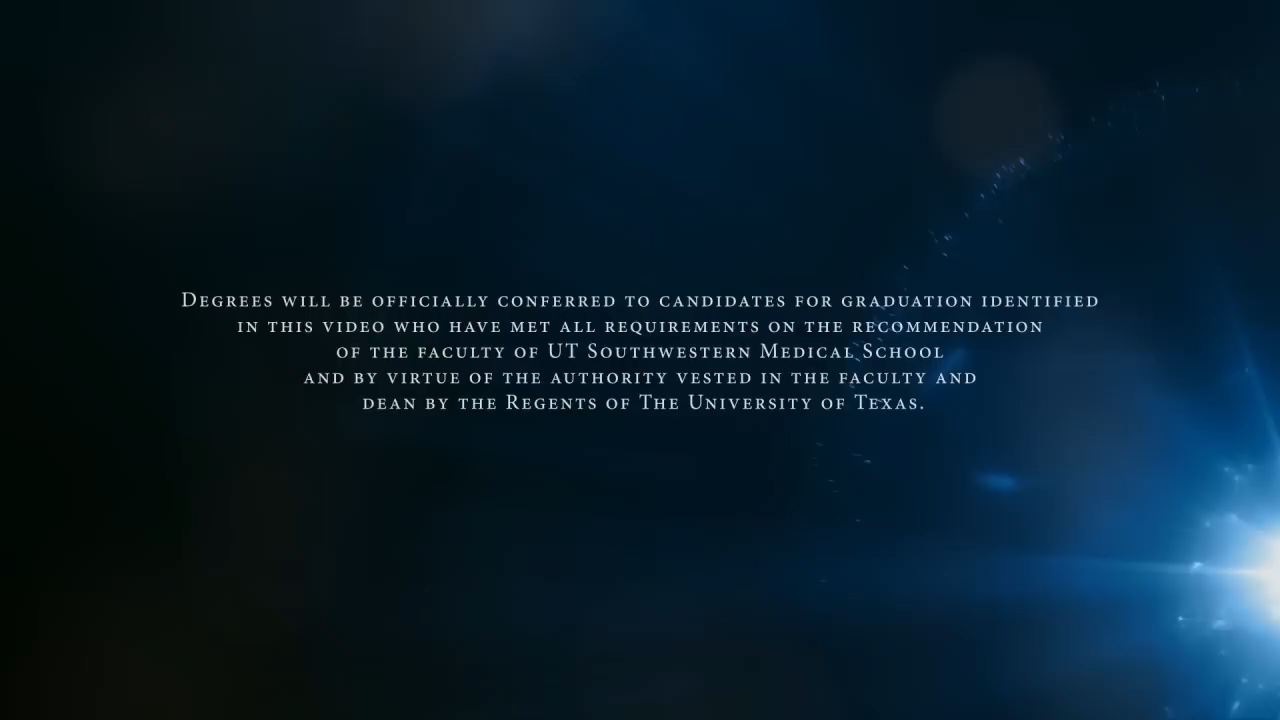 Degrees will be officially conferred to candidates for graduation identified
in this video who have met all requirements on the recommendation
of the faculty of UT Southwestern Medical School
and by virtue of the authority vested in the faculty and
dean by the Regents of The University of Texas.